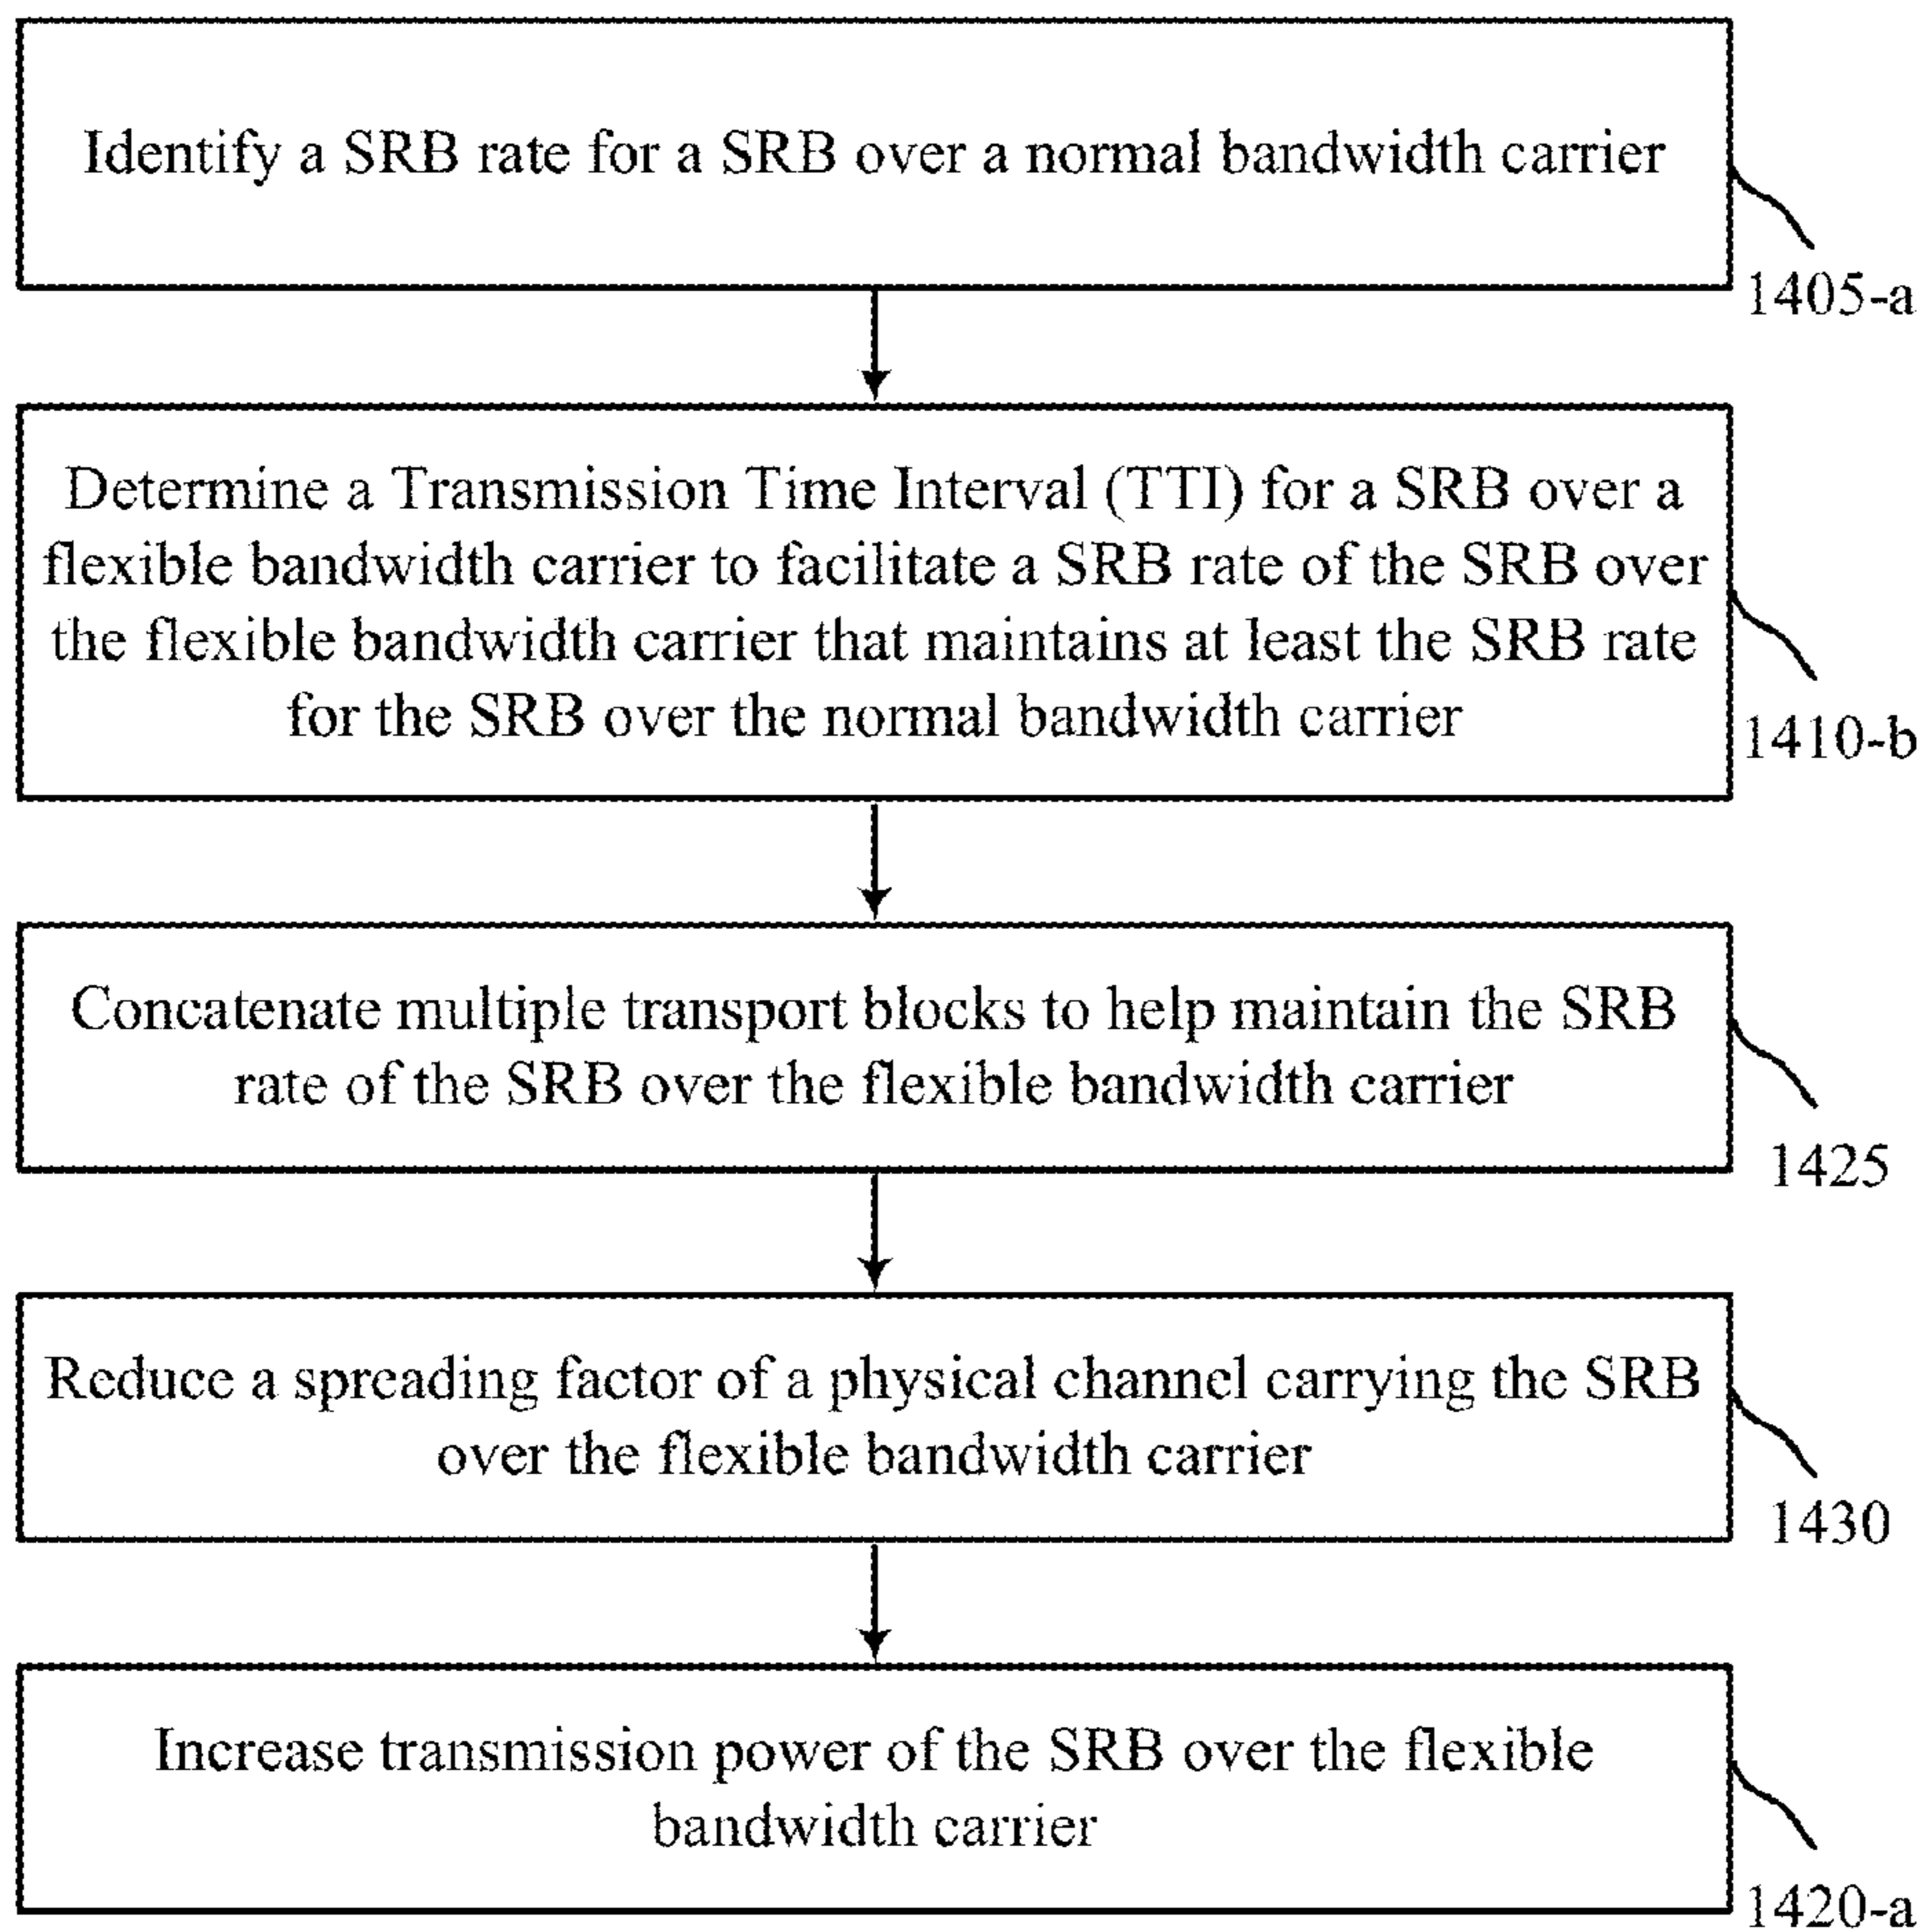 Identify a SRB rate for a SRB over a normal bandwidth carrier
1405-a
Determine a Transmission Time Interval (TTI) for a SRB over a
flexible bandwidth carrier to facilitate a SRB rate of the SRB over
the flexible bandwidth carrier that maintains at least the SRB rate
for the SRB over the normal bandwidth carrier
1410-b
Concatenate multiple transport blocks to help maintain the SRB
rate of the SRB over the flexible bandwidth carrier
1425
Reduce a spreading factor of a physical channel carrying the SRB
over the flexible bandwidth carrier
1430
Increase transmission power of the SRB over the flexible
bandwidth carrier
1420-a